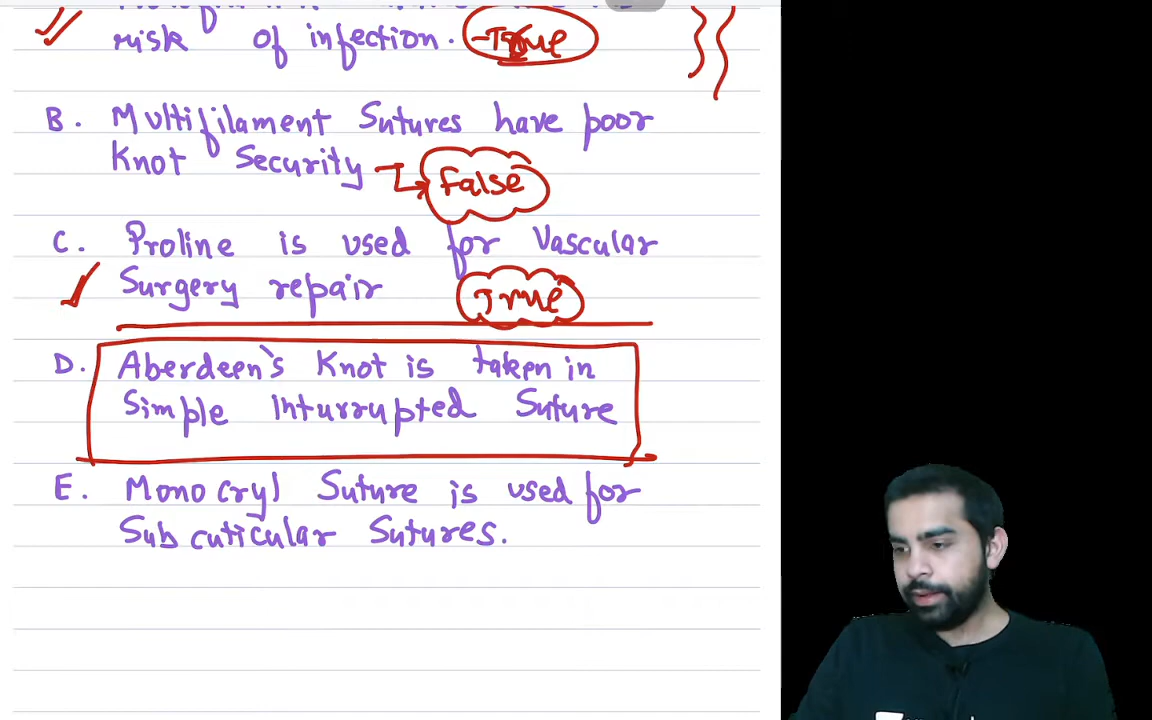 risk of infection. - True
B. Multifilament Sutures have poor
Knot Security False
C. Proline is used for Vascular
Surgery repair True
D. Aberdeen's Knot is taken in
Simple Inturrupted Suture
E. Monocryl Suture is used for
Subcuticular Sutures.